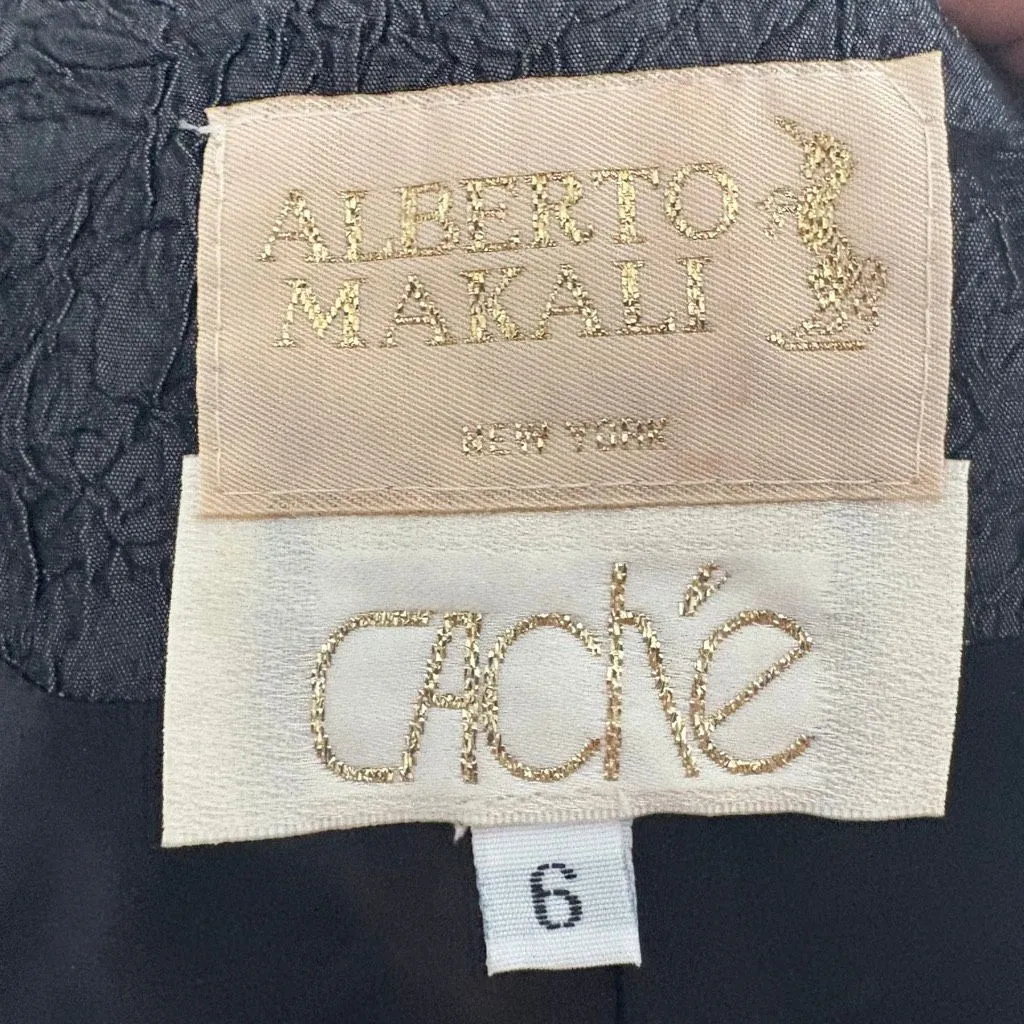 ALBERTO
MAKALI
NEW YORK
CAché
6